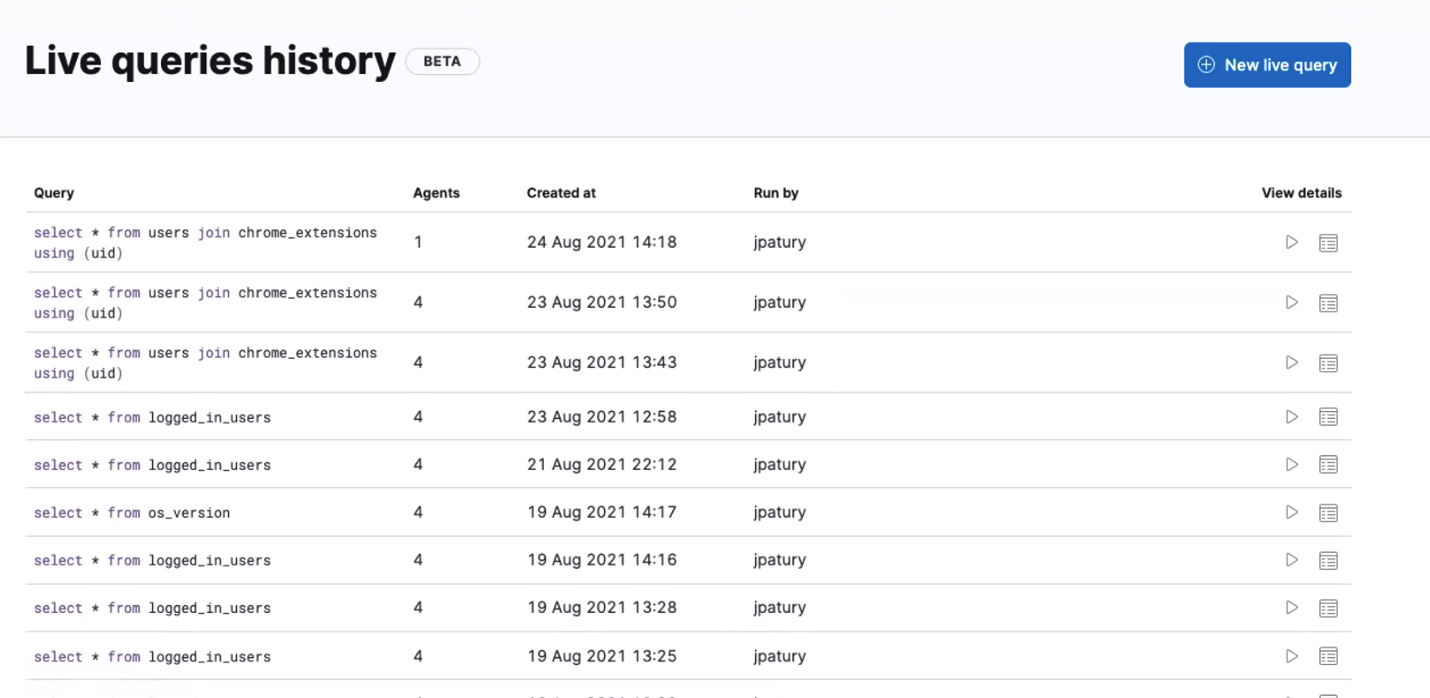 Live queries history BETA
New live query
Query Agents Created at Run by View details
select * from users join chrome_extensions
using (uid)
1 24 Aug 2021 14:18 jpatury
select * from users join chrome_extensions
using (uid)
4 23 Aug 2021 13:50 jpatury
select * from users join chrome_extensions
using (uid)
4 23 Aug 2021 13:43 jpatury
select * from logged_in_users 4 23 Aug 2021 12:58 jpatury
select * from logged_in_users 4 21 Aug 2021 22:12 jpatury
select * from os_version 4 19 Aug 2021 14:17 jpatury
select * from logged_in_users 4 19 Aug 2021 14:16 jpatury
select * from logged_in_users 4 19 Aug 2021 13:28 jpatury
select * from logged_in_users 4 19 Aug 2021 13:25 jpatury